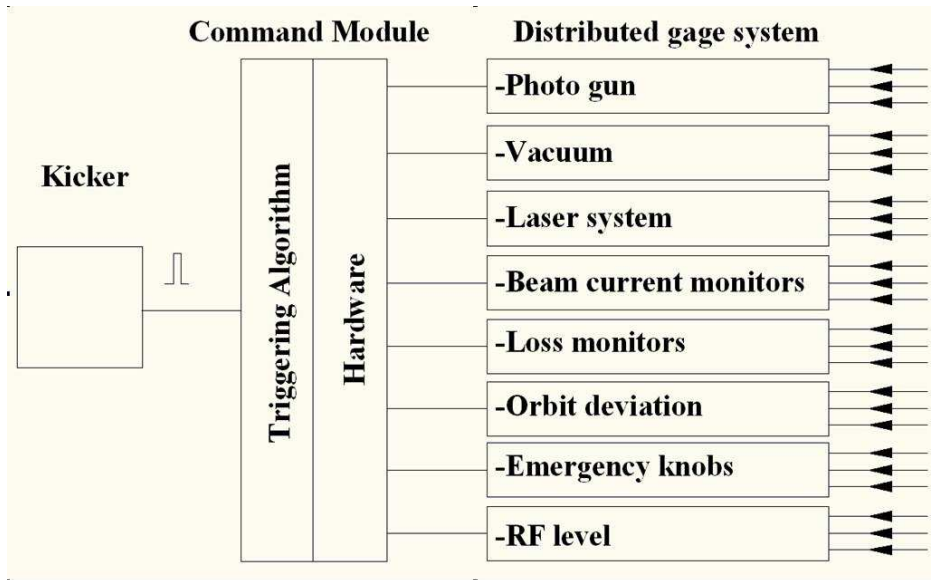 Command Module
Distributed gage system
Kicker
Triggering Algorithm
Hardware
-Photo gun
-Vacuum
-Laser system
-Beam current monitors
-Loss monitors
-Orbit deviation
-Emergency knobs
-RF level